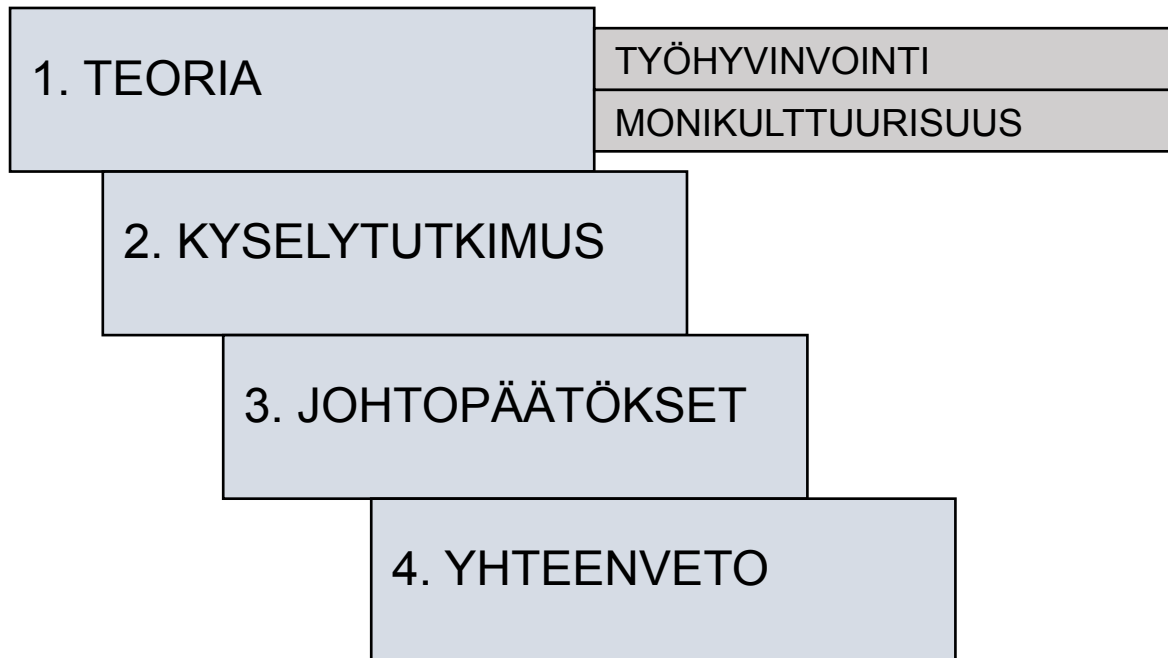 1. TEORIA
TYÖHYVINVOINTI
MONIKULTTUURISUUS
2. KYSELYTUTKIMUS
3. JOHTOPÄÄTÖKSET
4. YHTEENVETO